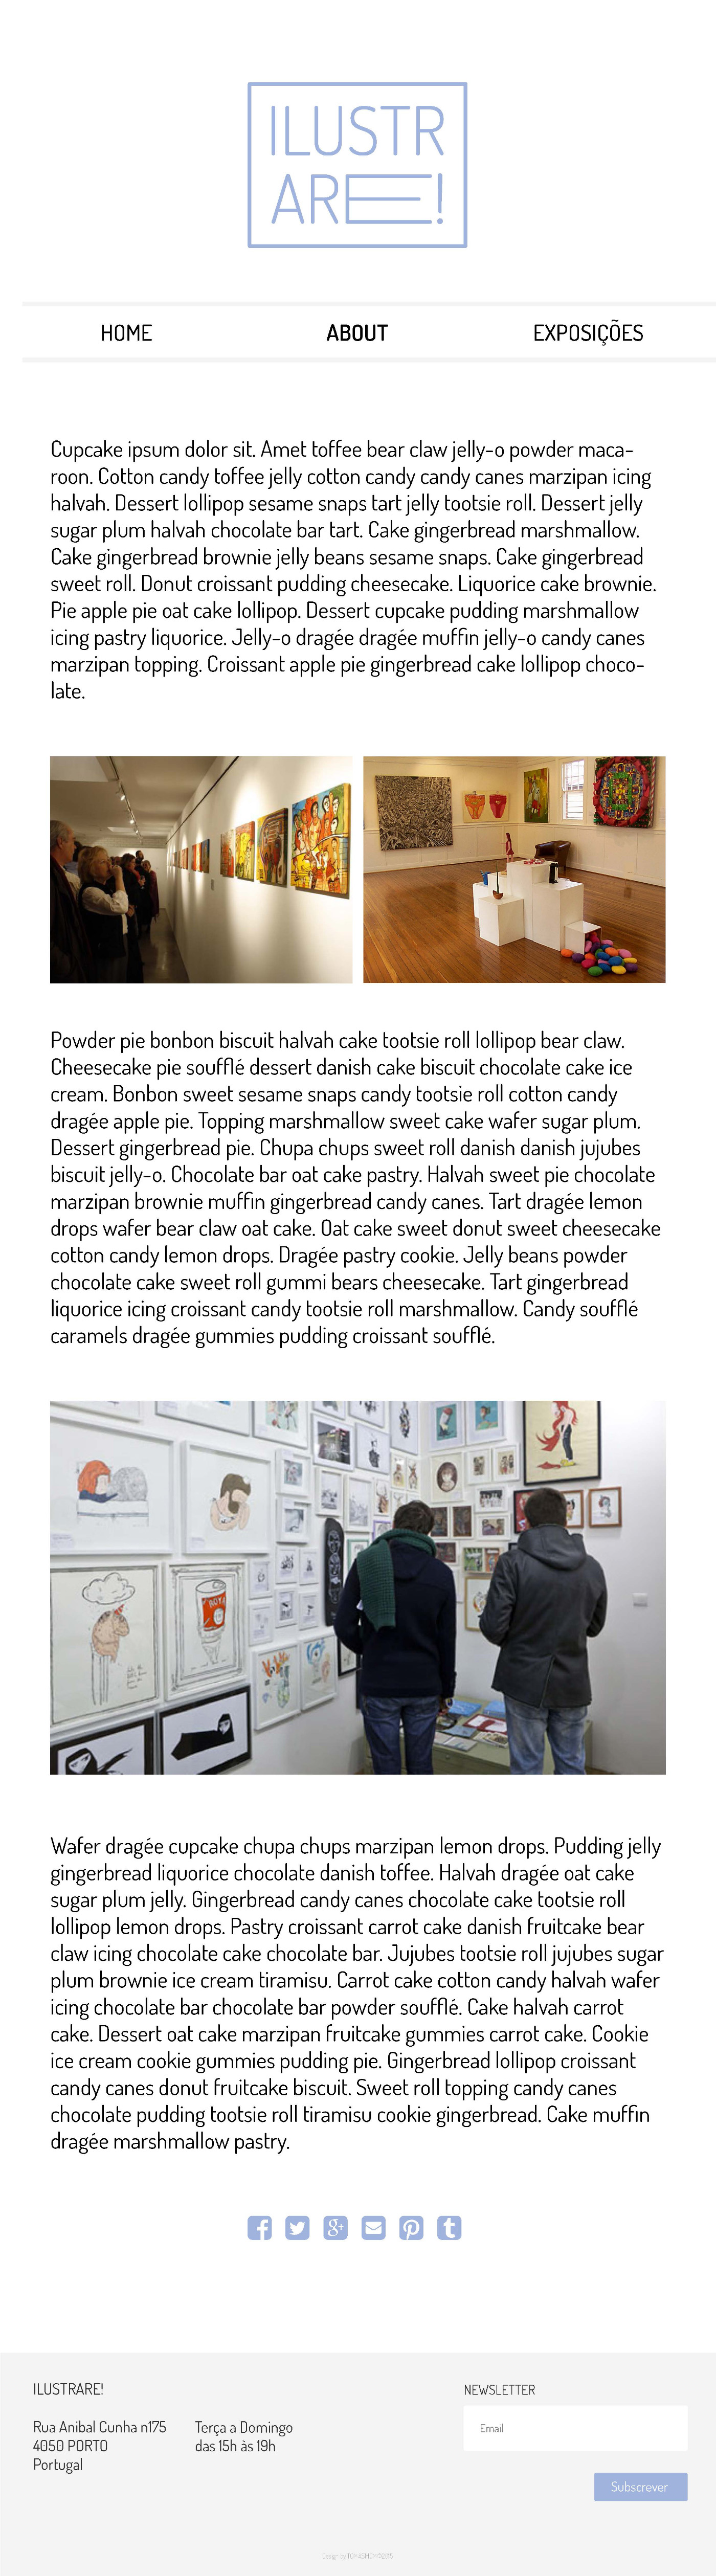 ILUSTR
ARE!
HOME ABOUT EXPOSIÇÕES
Cupcake ipsum dolor sit. Amet toffee bear claw jelly-o powder maca-
roon. Cotton candy toffee jelly cotton candy candy canes marzipan icing
halvah. Dessert lollipop sesame snaps tart jelly tootsie roll. Dessert jelly
sugar plum halvah chocolate bar tart. Cake gingerbread marshmallow.
Cake gingerbread brownie jelly beans sesame snaps. Cake gingerbread
sweet roll. Donut croissant pudding cheesecake. Liquorice cake brownie.
Pie apple pie oat cake lollipop. Dessert cupcake pudding marshmallow
icing pastry liquorice. Jelly-o dragée dragée muffin jelly-o candy canes
marzipan topping. Croissant apple pie gingerbread cake lollipop choco-
late.
Powder pie bonbon biscuit halvah cake tootsie roll lollipop bear claw.
Cheesecake pie soufflé dessert danish cake biscuit chocolate cake ice
cream. Bonbon sweet sesame snaps candy tootsie roll cotton candy
dragée apple pie. Topping marshmallow sweet cake wafer sugar plum.
Dessert gingerbread pie. Chupa chups sweet roll danish danish jujubes
biscuit jelly-o. Chocolate bar oat cake pastry. Halvah sweet pie chocolate
marzipan brownie muffin gingerbread candy canes. Tart dragée lemon
drops wafer bear claw oat cake. Oat cake sweet donut sweet cheesecake
cotton candy lemon drops. Dragée pastry cookie. Jelly beans powder
chocolate cake sweet roll gummi bears cheesecake. Tart gingerbread
liquorice icing croissant candy tootsie roll marshmallow. Candy soufflé
caramels dragée gummies pudding croissant soufflé.
Wafer dragée cupcake chupa chups marzipan lemon drops. Pudding jelly
gingerbread liquorice chocolate danish toffee. Halvah dragée oat cake
sugar plum jelly. Gingerbread candy canes chocolate cake tootsie roll
lollipop lemon drops. Pastry croissant carrot cake danish fruitcake bear
claw icing chocolate cake chocolate bar. Jujubes tootsie roll jujubes sugar
plum brownie ice cream tiramisu. Carrot cake cotton candy halvah wafer
icing chocolate bar chocolate bar powder soufflé. Cake halvah carrot
cake. Dessert oat cake marzipan fruitcake gummies carrot cake. Cookie
ice cream cookie gummies pudding pie. Gingerbread lollipop croissant
candy canes donut fruitcake biscuit. Sweet roll topping candy canes
chocolate pudding tootsie roll tiramisu cookie gingerbread. Cake muffin
dragée marshmallow pastry.
ILUSTRARE!
Rua Anibal Cunha n175
4050 PORTO
Portugal
Terça a Domingo
das 15h às 19h
NEWSLETTER
Email
Subscrever
Design by